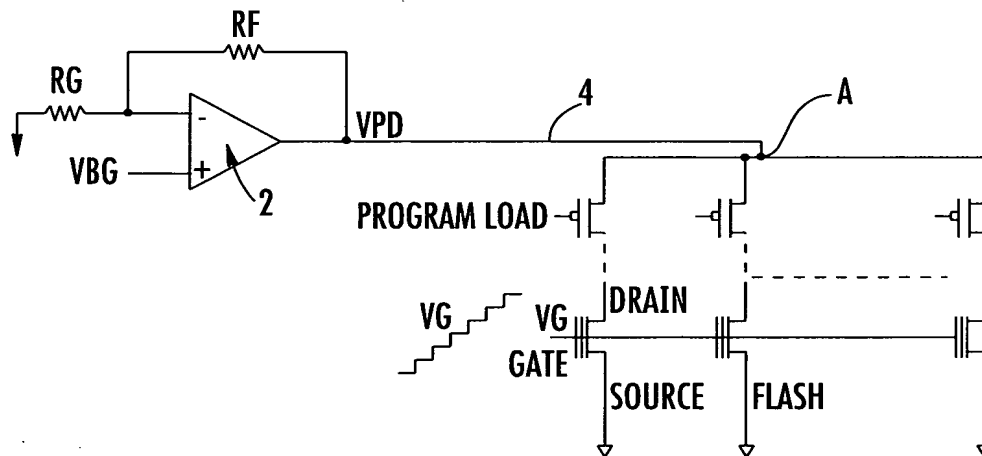 RF
RG
4
A
-
VPD
VBG
+
2
PROGRAM LOAD
DRAIN
VG
VG
GATE
SOURCE
FLASH